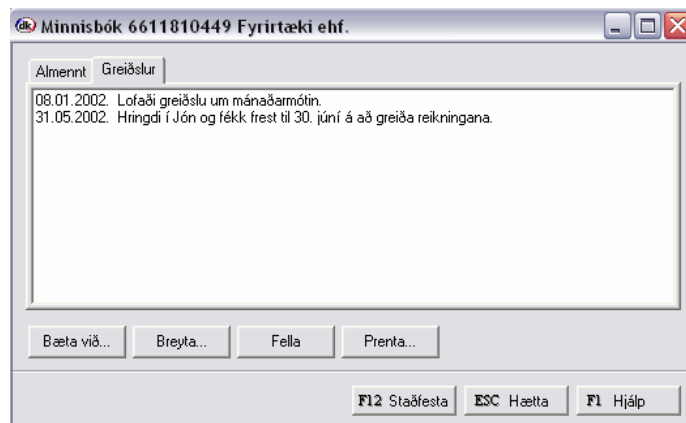 dk Minnisbók 6611810449 Fyrirtæki ehf.
Almennt Greiðslur
08.01.2002. Lofaði greiðslu um mánaðarmótin.
31.05.2002. Hringdi í Jón og fékk frest til 30. júní á að greiða reikningana.
Bæta við... Breyta... Fella Prenta...
F12 Staðfesta ESC Hætta F1 Hjálp